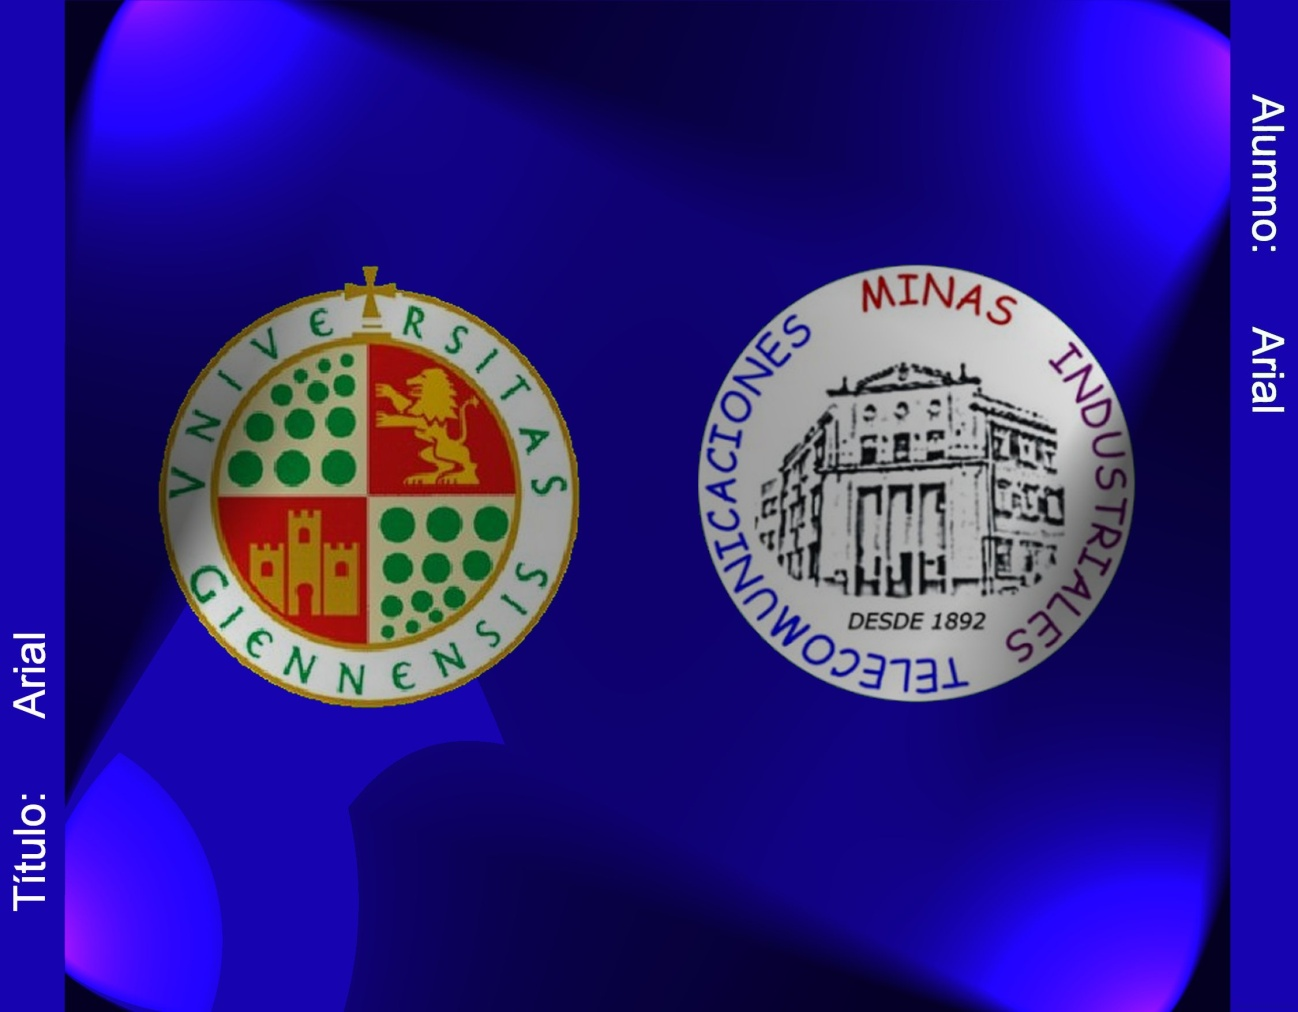 Título: Arial
VNIVERSITAS
GIENNENSIS
MINAS
INDUSTRIALES
TELECOMUNICACIONES
DESDE 1892
Alumno: Arial